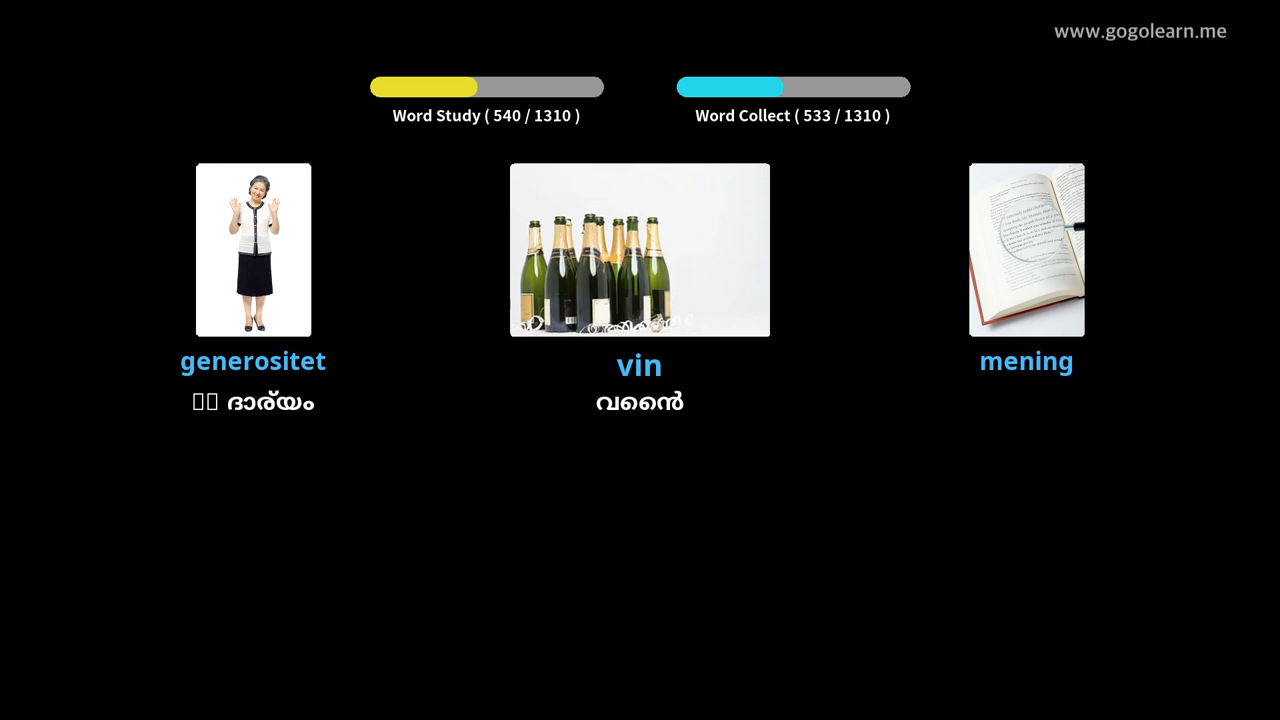 www.gogolearn.me
Word Study ( 540 / 1310 )
Word Collect ( 533 / 1310 )
generositet
vin
mening
ദാര്യം
വൈൻ